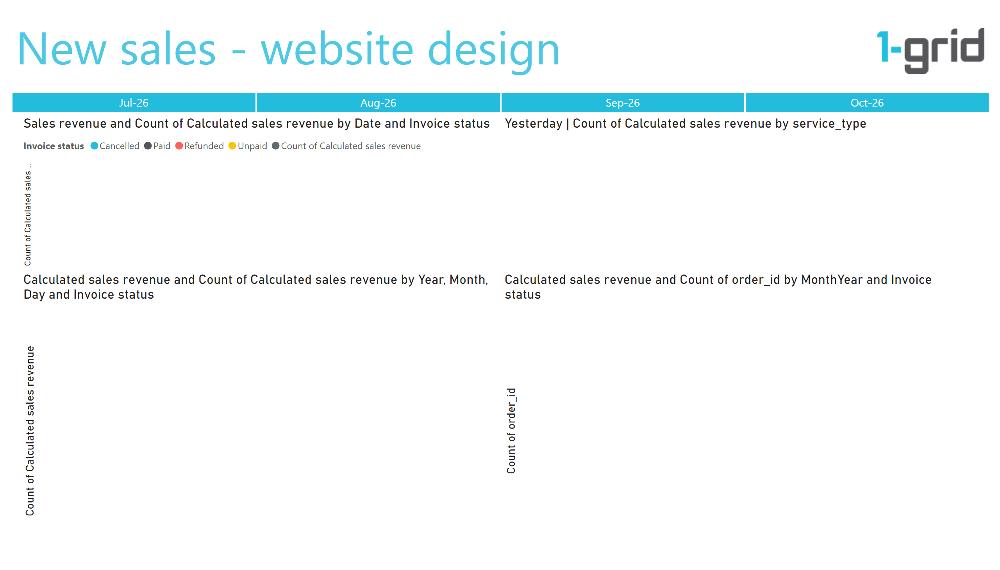 New sales - website design
1-grid
Jul-26
Aug-26
Sep-26
Oct-26
Sales revenue and Count of Calculated sales revenue by Date and Invoice status
Invoice status Cancelled Paid Refunded Unpaid Count of Calculated sales revenue
Count of Calculated sales ...
Yesterday | Count of Calculated sales revenue by service_type
Calculated sales revenue and Count of Calculated sales revenue by Year, Month,
Day and Invoice status
Count of Calculated sales revenue
Calculated sales revenue and Count of order_id by MonthYear and Invoice
status
Count of order_id